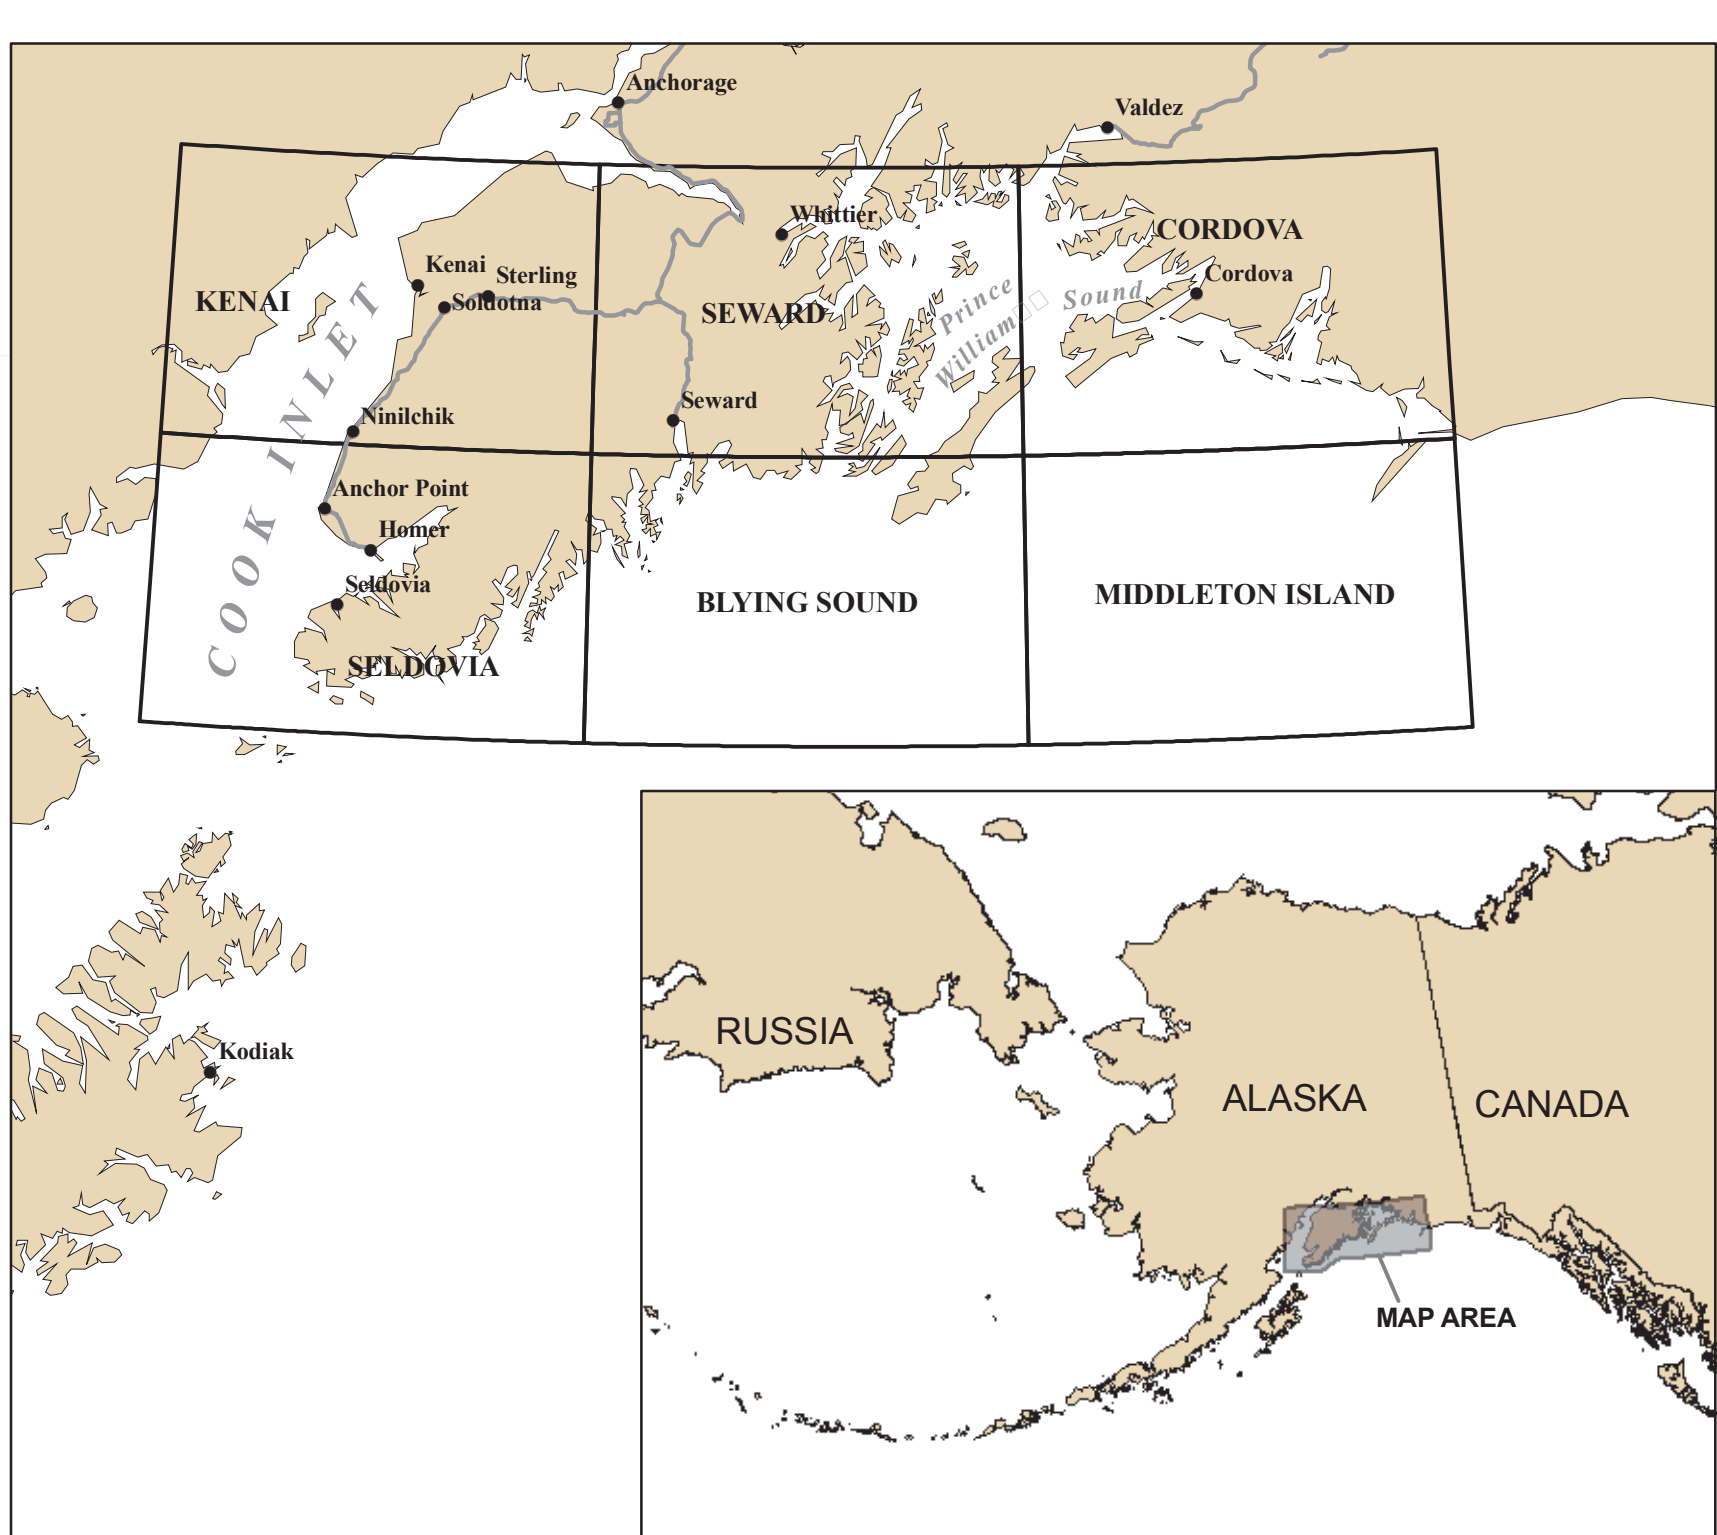 Anchorage
Valdez
Whittier
CORDOVA
Kenai
Sterling
Cordova
KENAI
Soldotna
SEWARD
Prince
William
Sound
COOK INLET
Seward
Ninilchik
Anchor Point
Homer
Seldovia
BLYING SOUND
MIDDLETON ISLAND
SELDOVIA
Kodiak
RUSSIA
ALASKA
CANADA
MAP AREA